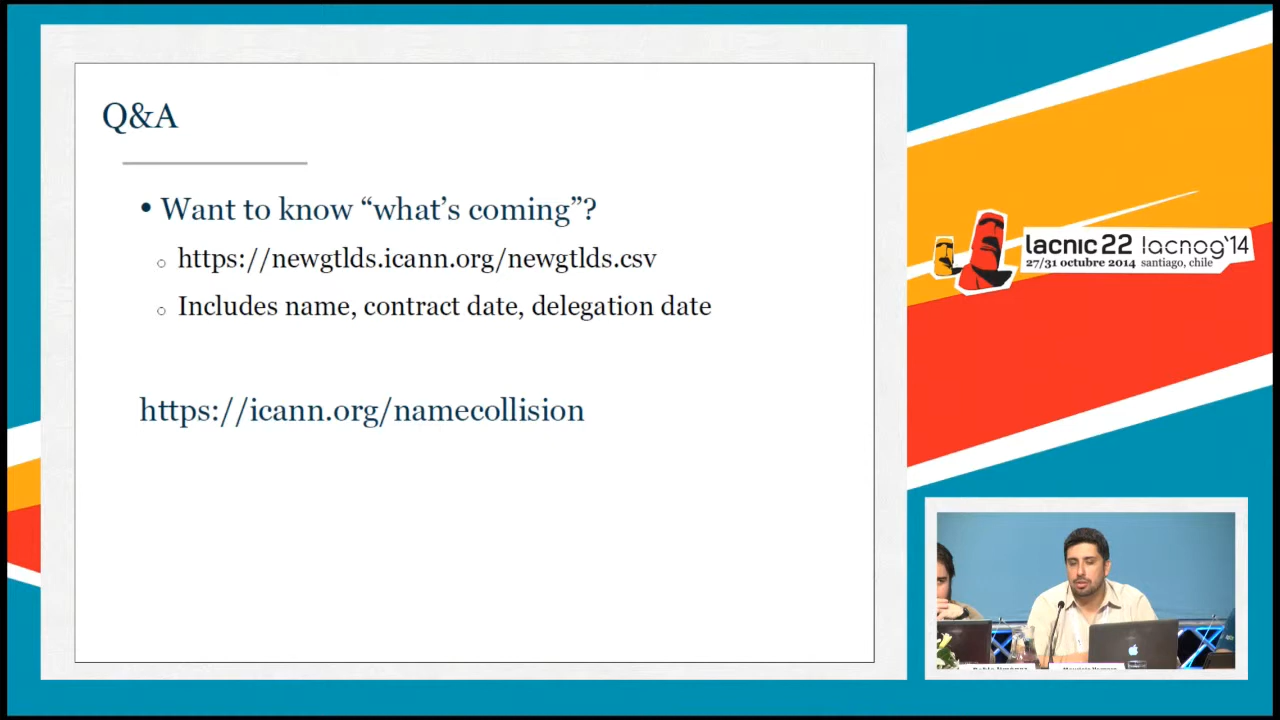 Q&A
• Want to know “what’s coming”?
○ https://newgtlds.icann.org/newgtlds.csv
○ Includes name, contract date, delegation date
https://icann.org/namecollision
lacnic 22 lacnog'14
27/31 octubre 2014 santiago, chile